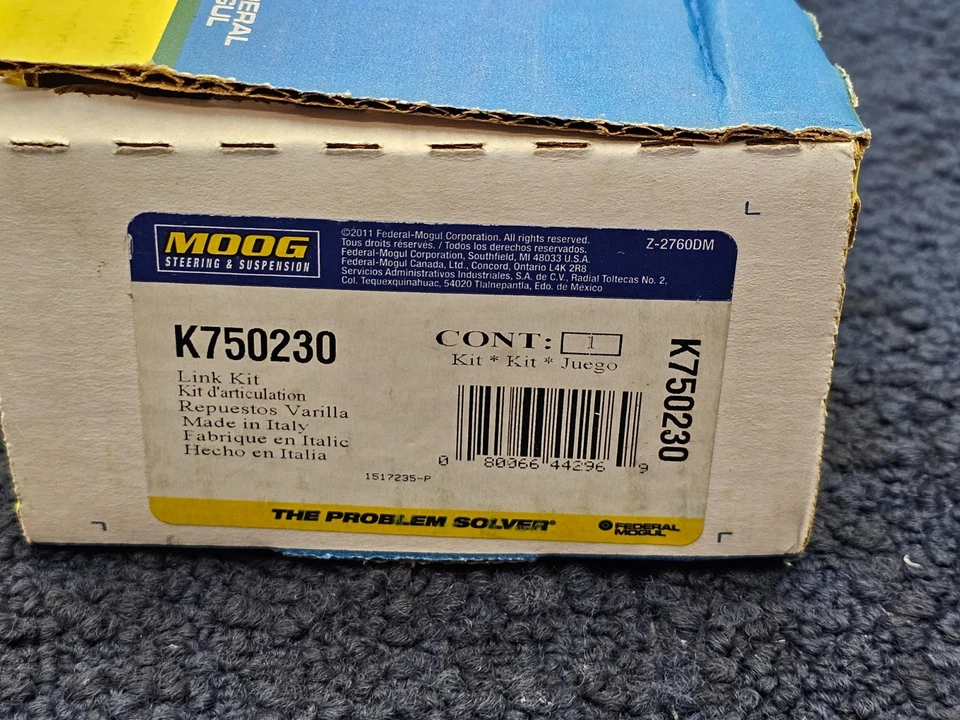 FEDERAL
MOGUL
MOOG
STEERING & SUSPENSION
©2011 Federal-Mogul Corporation. All rights reserved.
Tous droits réservés. / Todos los derechos reservados.
Federal-Mogul Corporation, Southfield, MI 48033 U.S.A.
Federal-Mogul Canada, Ltd., Concord, Ontario L4K 2R8
Servicios Administrativos Industriales, S.A. de C.V., Radial Toltecas No. 2,
Col. Tequexquinahuac, 54020 Tlalnepantla, Edo. de México
Z-2760DM
K750230
Link Kit
Kit d'articulation
Repuestos Varilla
Made in Italy
Fabrique en Italic
Hecho en Italia
1517235-P
CONT: 1
Kit * Kit * Juego
0 80066 44296 9
K750230
THE PROBLEM SOLVER®
FEDERAL
MOGUL